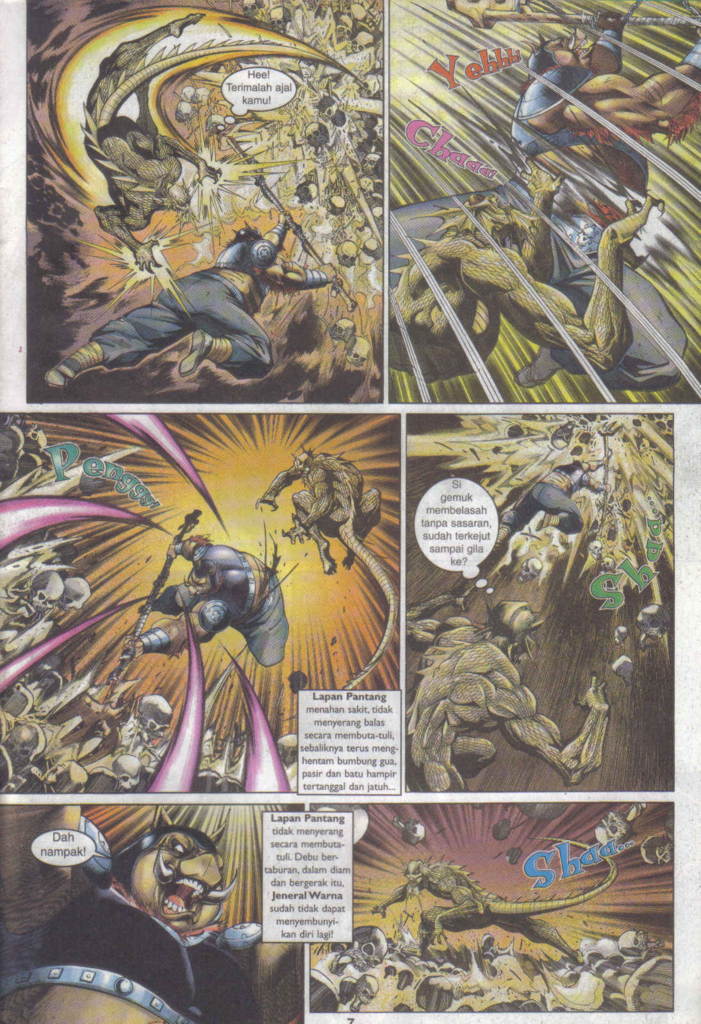 Hee!
Terimalah ajal
kamu!
Yehhh
Chaaa
Pengggg
Si
gemuk
membelasah
tanpa sasaran,
sudah terkejut
sampai gila
ke?
Lapan Pantang
menahan sakit, tidak
menyerang balas
secara membuta-tuli,
sebaliknya terus meng-
hentam bumbung gua,
pasir dan batu hampir
tertanggal dan jatuh...
Dah
nampak!
Lapan Pantang
tidak menyerang
secara membuta-
tuli. Debu ber-
taburan, dalam diam
dan bergerak itu,
Jeneral Warna
sudah tidak dapat
menyembunyi-
kan diri lagi!
Shaa...
7